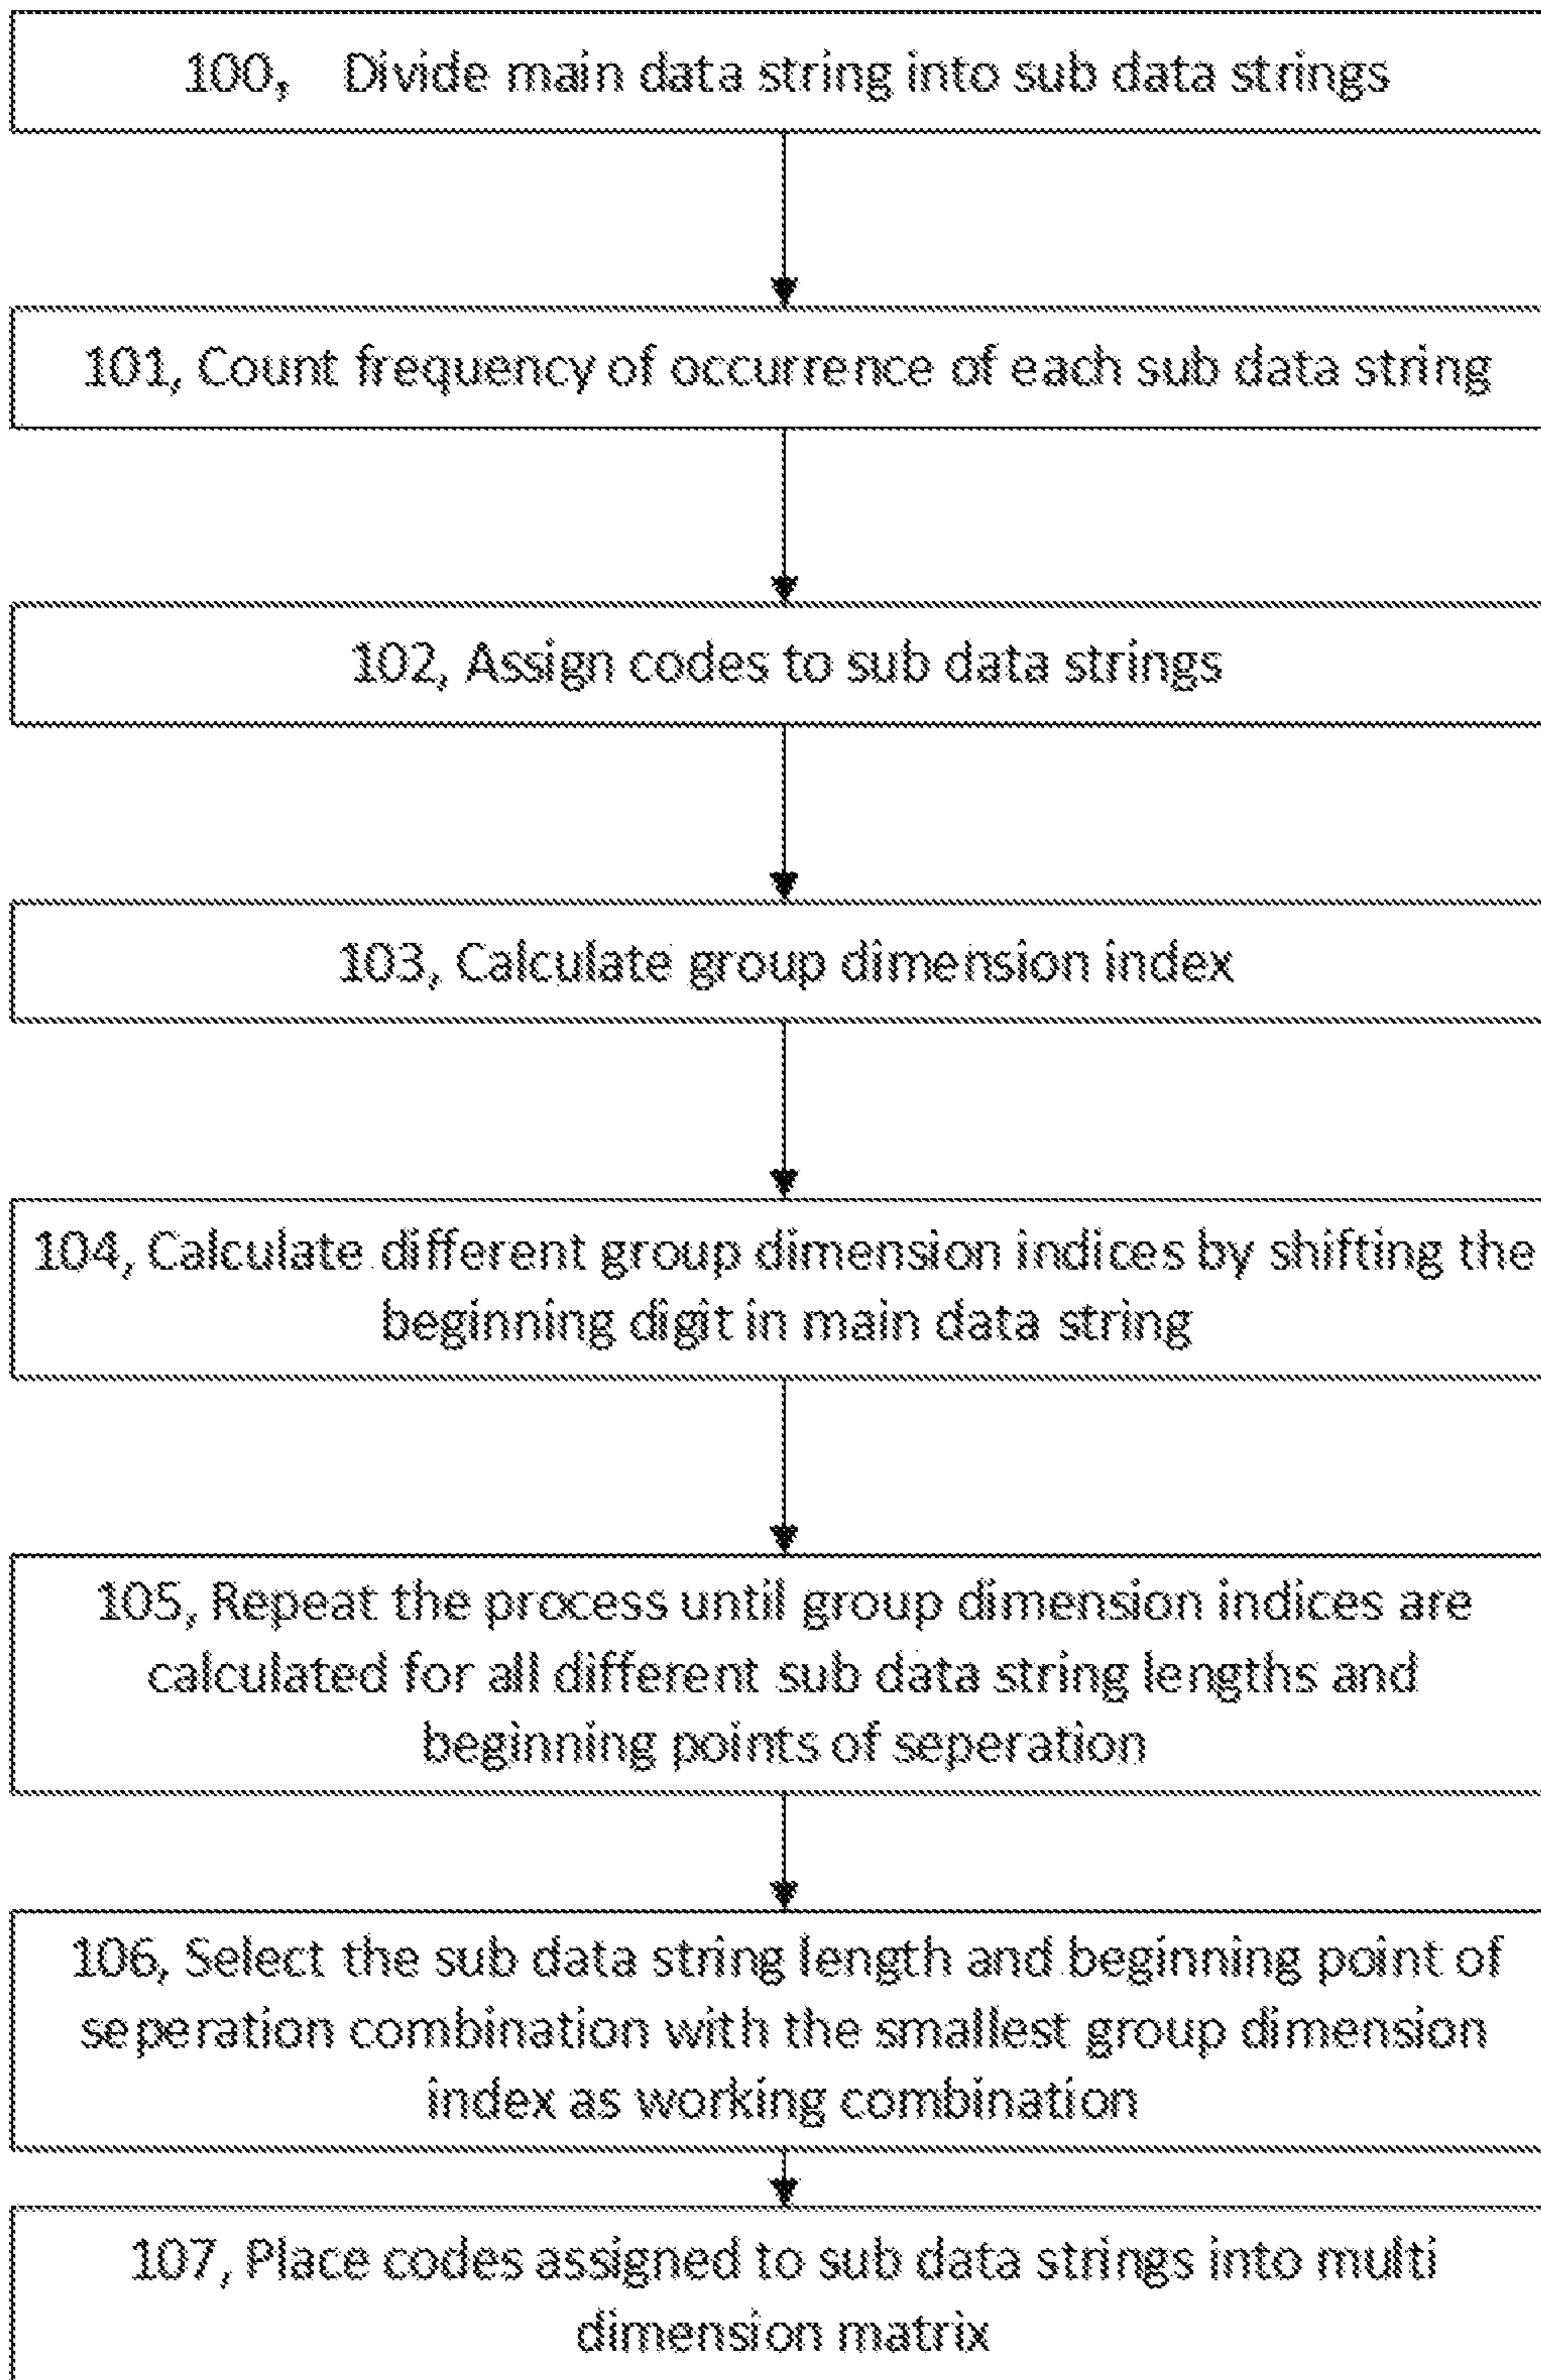 100, Divide main data string into sub data strings
101, Count frequency of occurrence of each sub data string
102, Assign codes to sub data strings
103, Calculate group dimension index
104, Calculate different group dimension indices by shifting the
beginning digit in main data string
105, Repeat the process until group dimension indices are
calculated for all different sub data string lengths and
beginning points of seperation
106, Select the sub data string length and beginning point of
seperation combination with the smallest group dimension
index as working combination
107, Place codes assigned to sub data strings into multi
dimension matrix